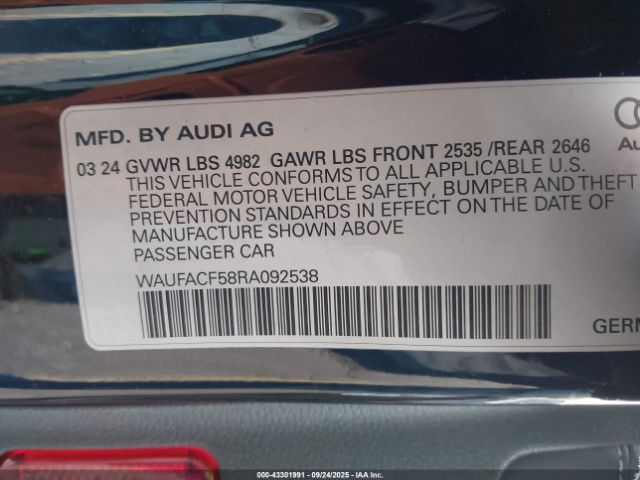 MFD. BY AUDI AG
03 24 GVWR LBS 4982 GAWR LBS FRONT 2535 /REAR 2646
THIS VEHICLE CONFORMS TO ALL APPLICABLE U.S.
FEDERAL MOTOR VEHICLE SAFETY, BUMPER AND THEFT
PREVENTION STANDARDS IN EFFECT ON THE DATE OF
MANUFACTURE SHOWN ABOVE
PASSENGER CAR
WAUFACF58RA092538
000-43301991 - 09/24/2025 - IAAI, Inc.